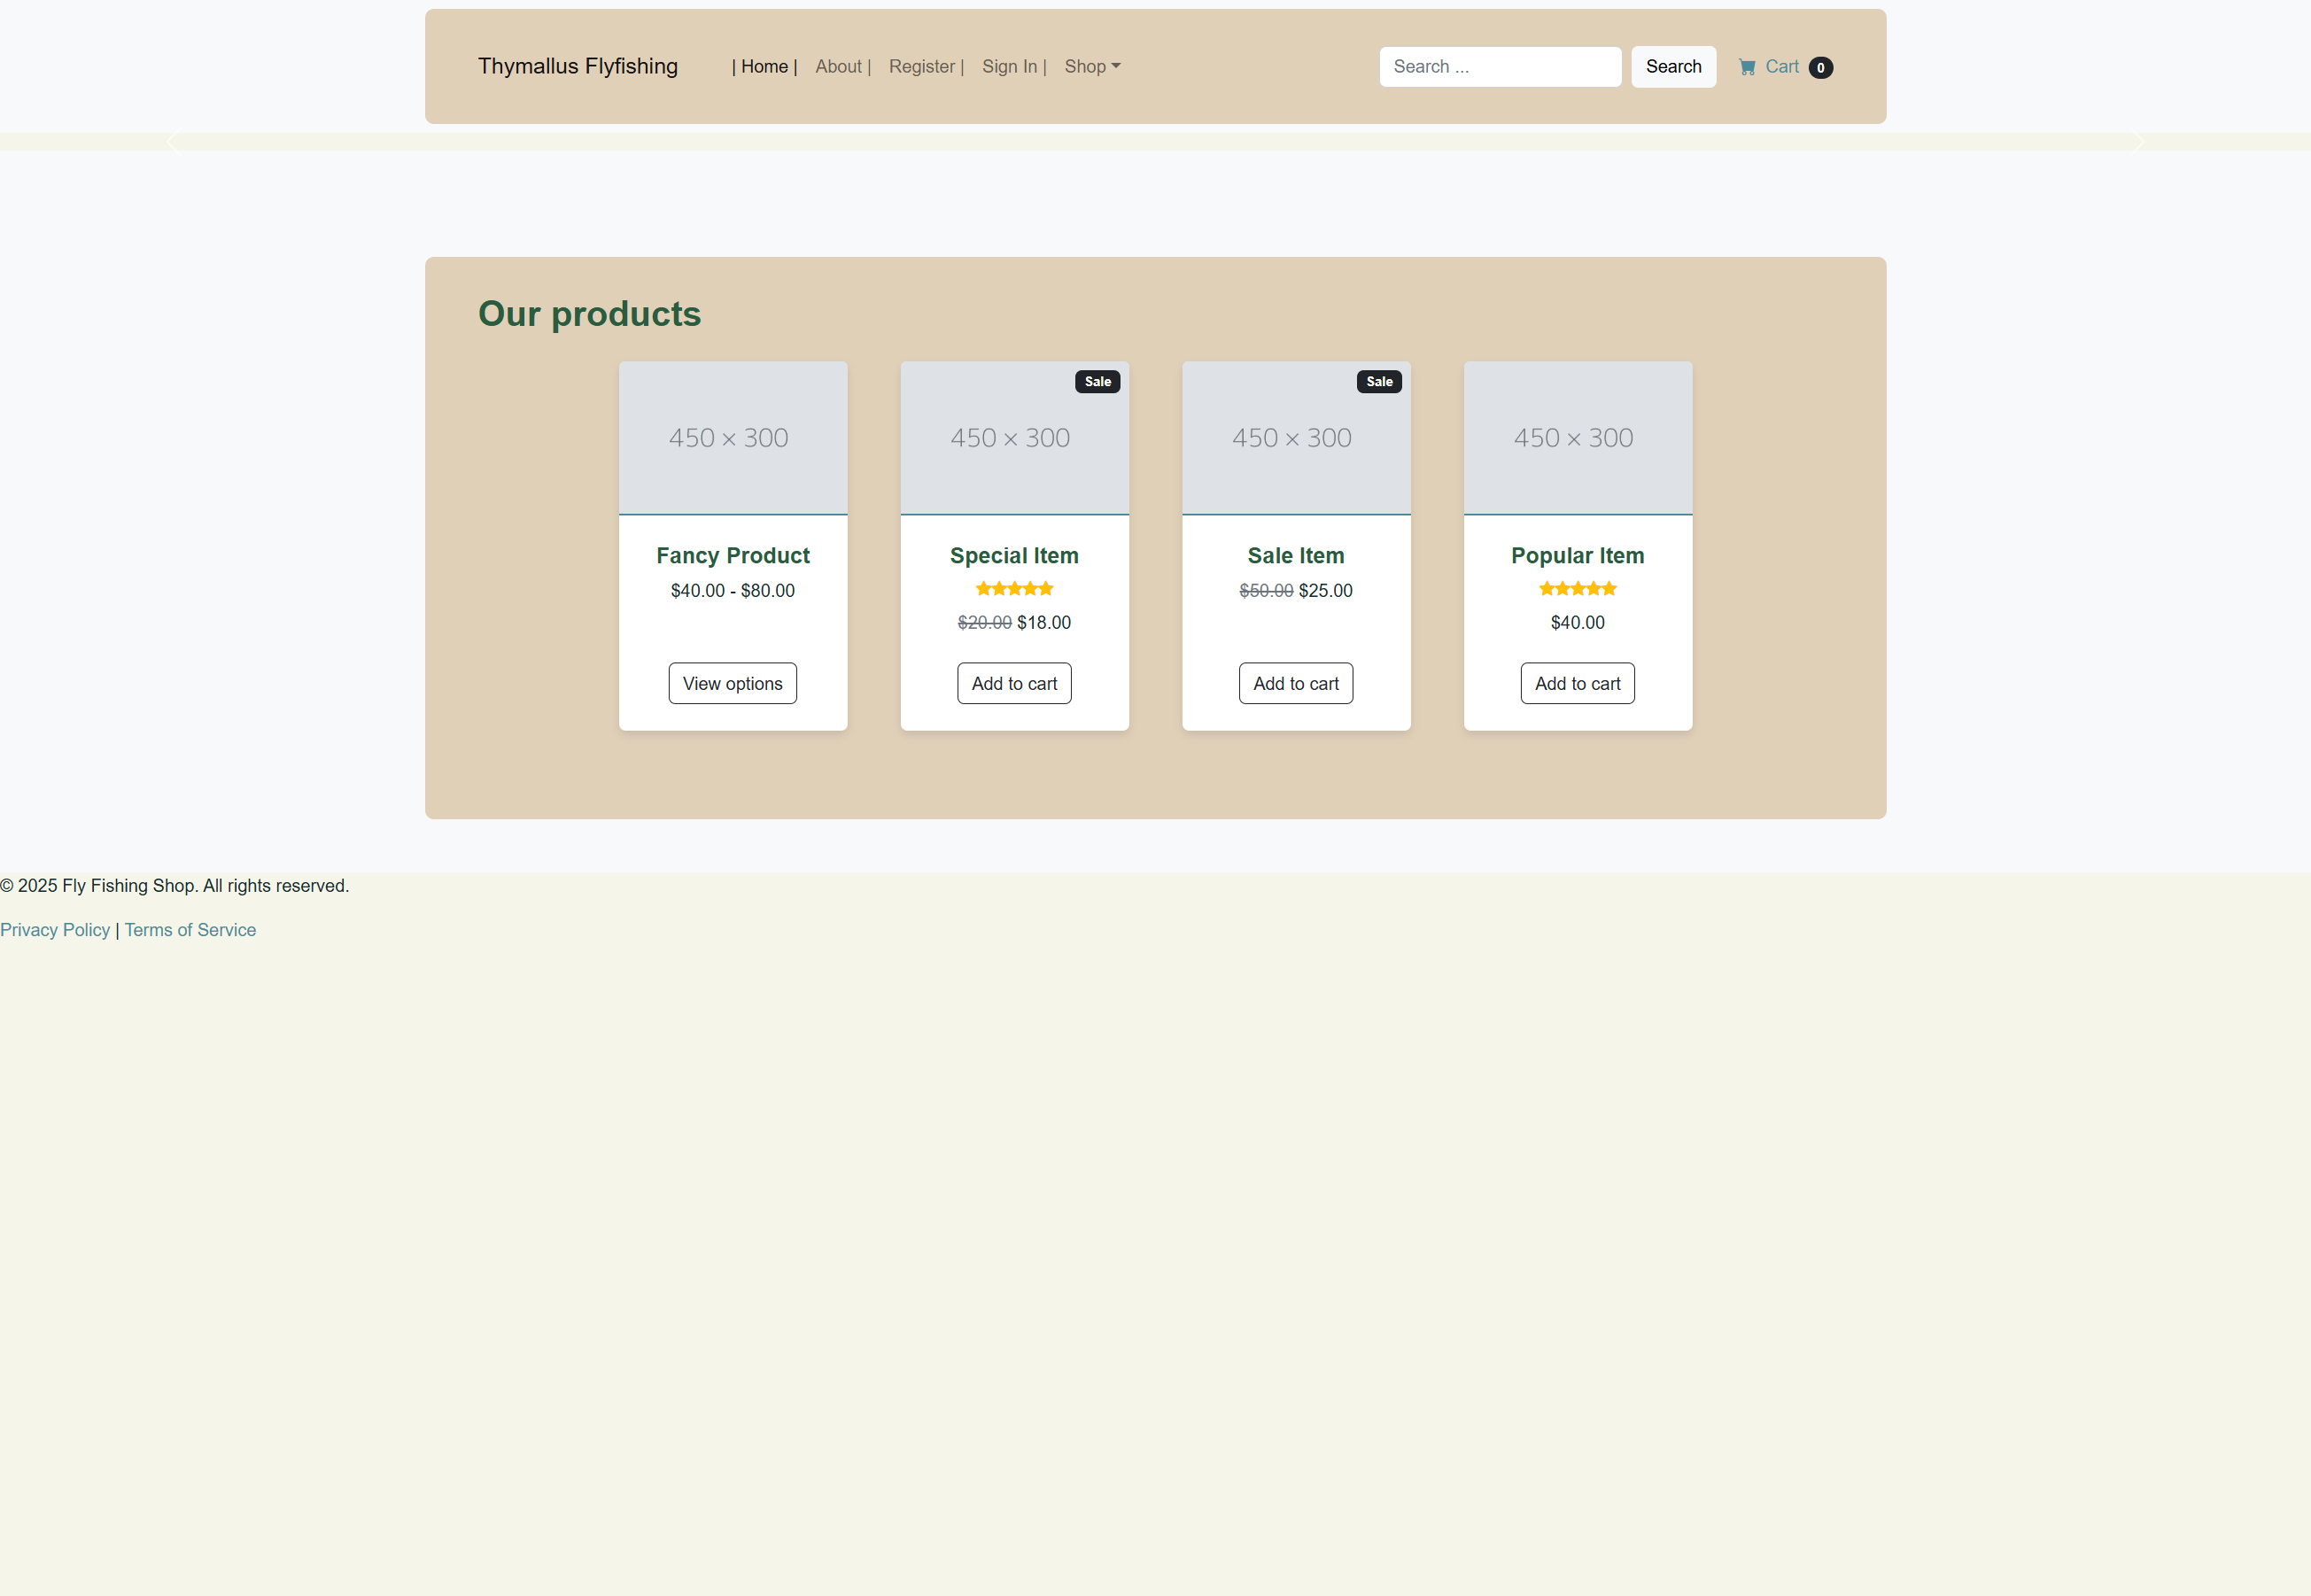 Thymallus Flyfishing | Home | About | Register | Sign In | Shop Search ... Search Cart 0
Our products
Sale Sale
450 × 300 450 × 300 450 × 300 450 × 300
Fancy Product Special Item Sale Item Popular Item
$40.00 - $80.00 $50.00 $25.00
$20.00 $18.00 $40.00
View options Add to cart Add to cart Add to cart
© 2025 Fly Fishing Shop. All rights reserved.
Privacy Policy | Terms of Service